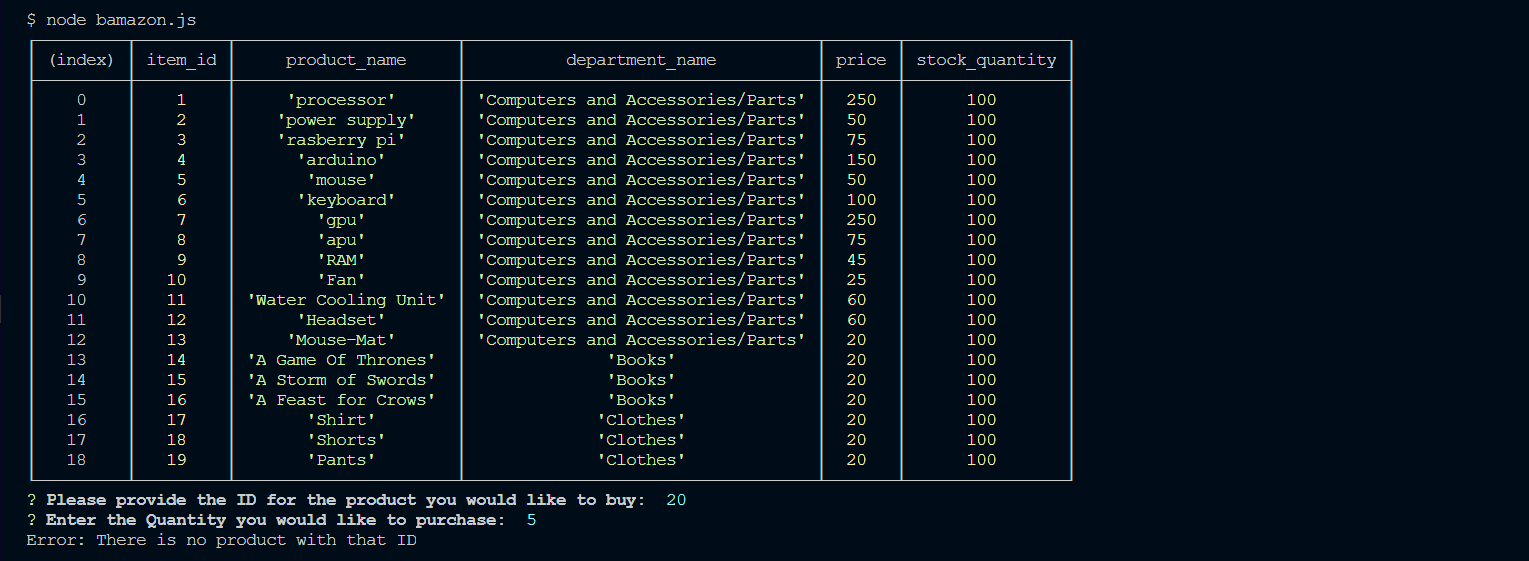 $ node bamazon.js
(index) item_id product_name department_name price stock_quantity
0 1 'processor' 'Computers and Accessories/Parts' 250 100
1 2 'power supply' 'Computers and Accessories/Parts' 50 100
2 3 'rasberry pi' 'Computers and Accessories/Parts' 75 100
3 4 'arduino' 'Computers and Accessories/Parts' 150 100
4 5 'mouse' 'Computers and Accessories/Parts' 50 100
5 6 'keyboard' 'Computers and Accessories/Parts' 100 100
6 7 'gpu' 'Computers and Accessories/Parts' 250 100
7 8 'apu' 'Computers and Accessories/Parts' 75 100
8 9 'RAM' 'Computers and Accessories/Parts' 45 100
9 10 'Fan' 'Computers and Accessories/Parts' 25 100
10 11 'Water Cooling Unit' 'Computers and Accessories/Parts' 60 100
11 12 'Headset' 'Computers and Accessories/Parts' 60 100
12 13 'Mouse-Mat' 'Computers and Accessories/Parts' 20 100
13 14 'A Game Of Thrones' 'Books' 20 100
14 15 'A Storm of Swords' 'Books' 20 100
15 16 'A Feast for Crows' 'Books' 20 100
16 17 'Shirt' 'Clothes' 20 100
17 18 'Shorts' 'Clothes' 20 100
18 19 'Pants' 'Clothes' 20 100
? Please provide the ID for the product you would like to buy: 20
? Enter the Quantity you would like to purchase: 5
Error: There is no product with that ID